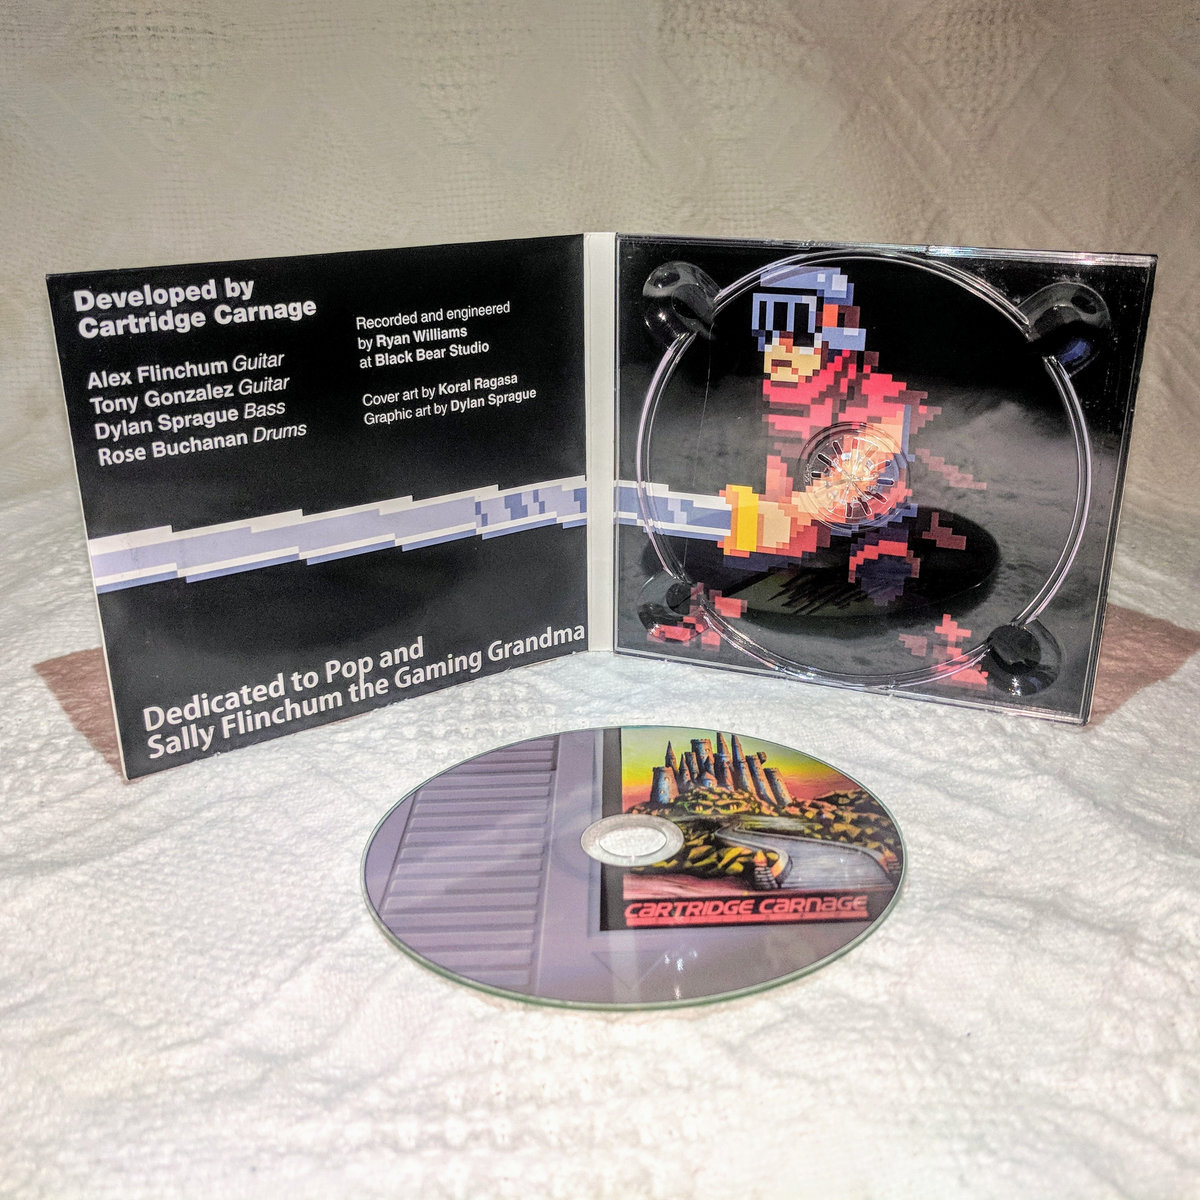 Developed by
Cartridge Carnage
Alex Flinchum Guitar
Tony Gonzalez Guitar
Dylan Sprague Bass
Rose Buchanan Drums
Recorded and engineered
by Ryan Williams
at Black Bear Studio
Cover art by Koral Ragasa
Graphic art by Dylan Sprague
Dedicated to Pop and
Sally Flinchum the Gaming Grandma
CARTRIDGE CARNAGE